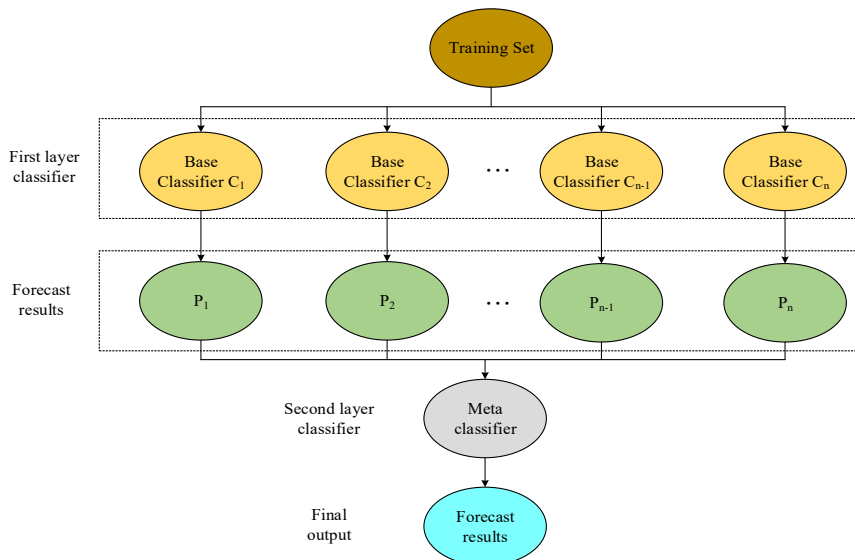 Training Set
First layer
classifier
Base
Classifier C₁
Base
Classifier C₂
...
Base
Classifier Cₙ₋₁
Base
Classifier Cₙ
Forecast
results
P₁
P₂
...
Pₙ₋₁
Pₙ
Second layer
classifier
Meta
classifier
Final
output
Forecast
results